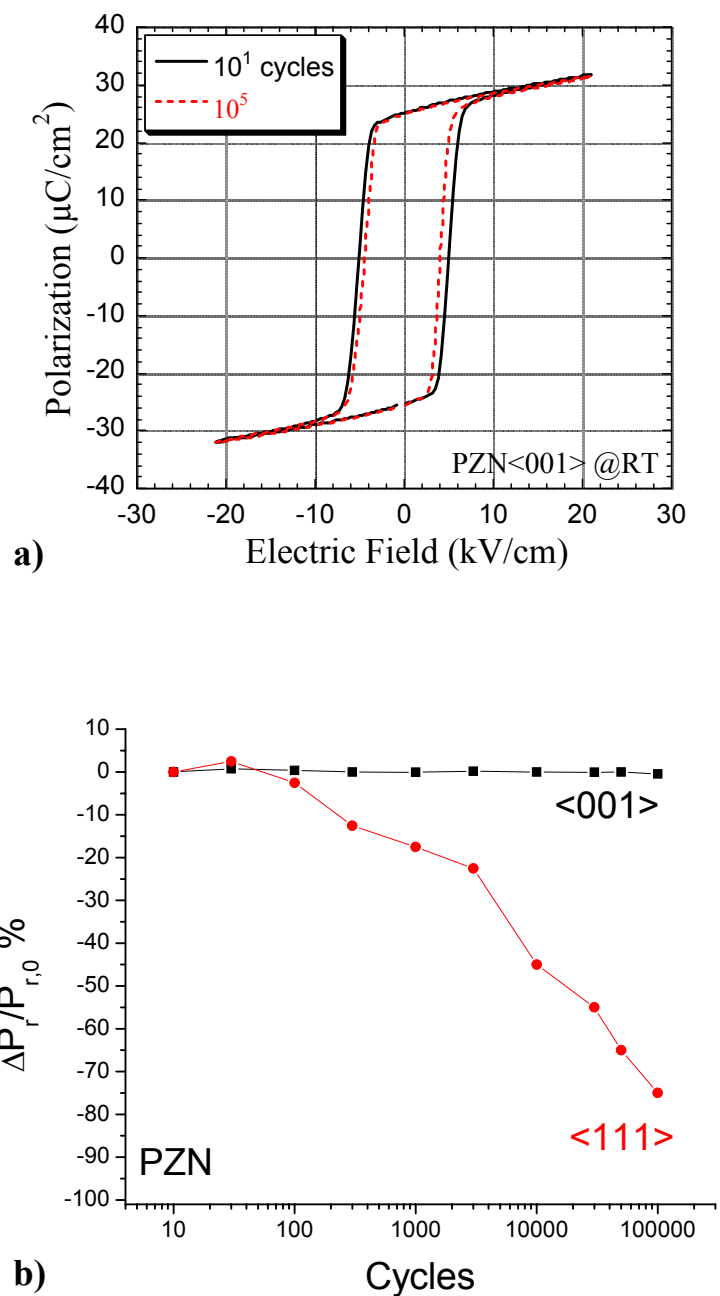 40
30
20
10
0
-10
-20
-30
-40
Polarization (µC/cm²)
10¹ cycles
10⁵
PZN<001> @RT
-30 -20 -10 0 10 20 30
Electric Field (kV/cm)
a)
10
0
-10
-20
-30
-40
-50
-60
-70
-80
-90
-100
ΔPr/Pr,0 %
<001>
<111>
PZN
10 100 1000 10000 100000
Cycles
b)